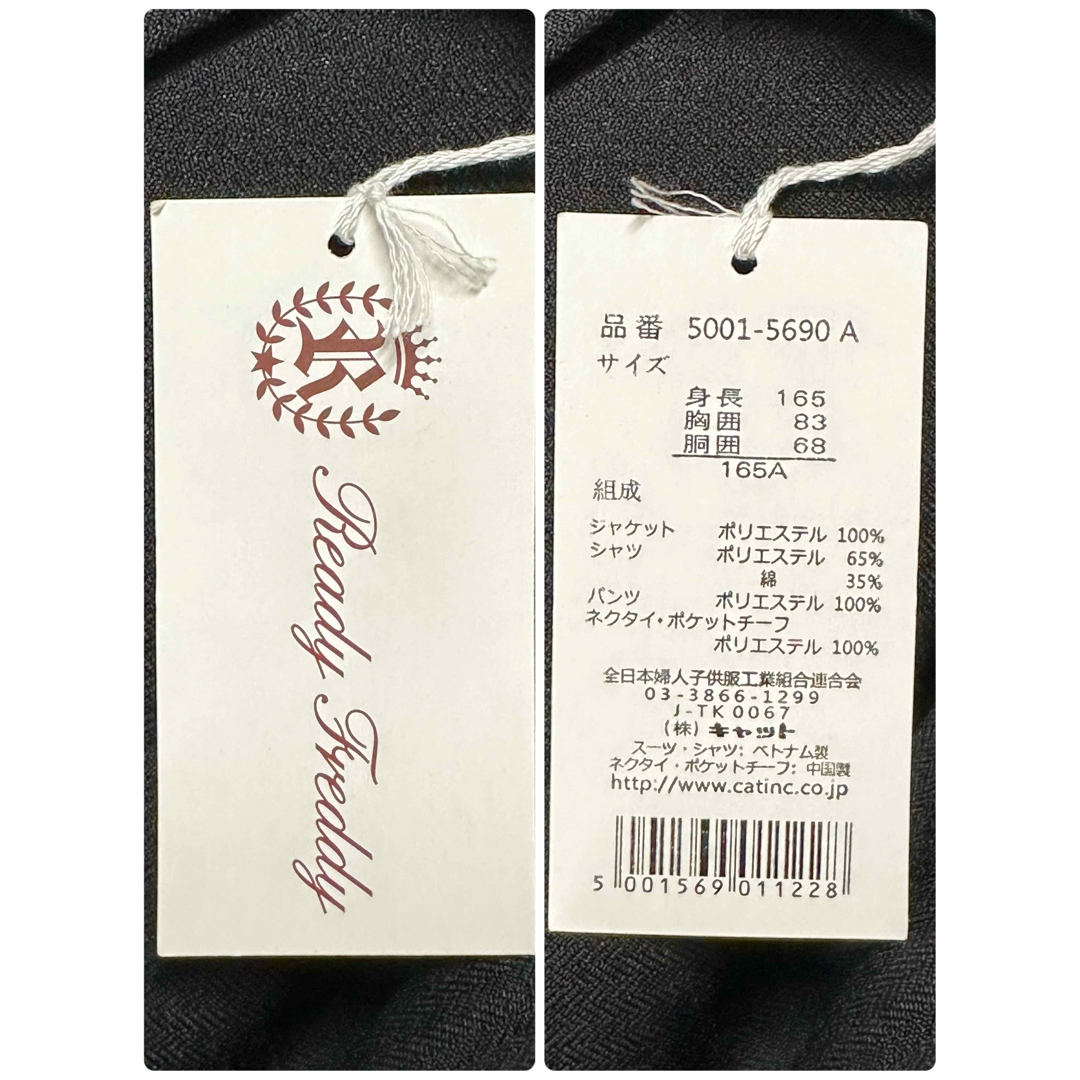 R
Ready Freddy
品番 5001-5690 A
サイズ
身長 165
胸囲 83
胴囲 68
165A
組成
ジャケット ポリエステル 100%
シャツ ポリエステル 65%
綿 35%
パンツ ポリエステル 100%
ネクタイ・ポケットチーフ
ポリエステル 100%
全日本婦人子供服工業組合連合会
03-3866-1299
J-TK0067
(株) キャット
スーツ・シャツ: ベトナム製
ネクタイ・ポケットチーフ: 中国製
http://www.catinc.co.jp
5 001569 011228